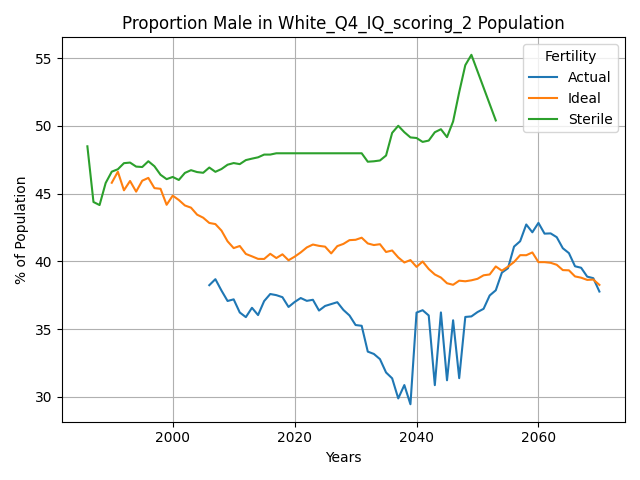 Proportion Male in White_Q4_IQ_scoring_2 Population
Fertility
Actual
Ideal
Sterile
% of Population
55
50
45
40
35
30
2000
2020
2040
2060
Years